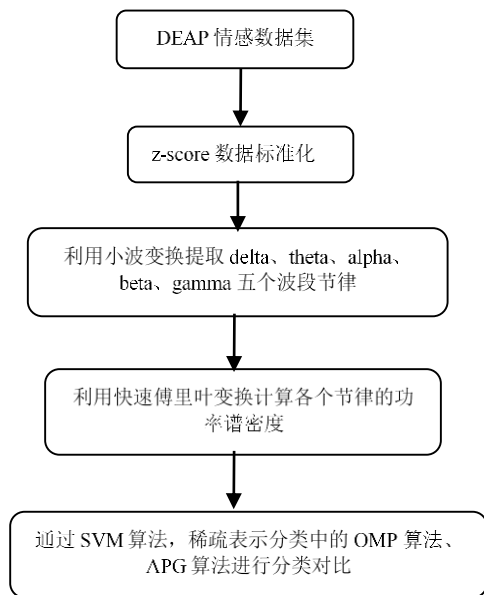 DEAP 情感数据集
z-score 数据标准化
利用小波变换提取 delta、theta、alpha、
beta、gamma 五个波段节律
利用快速傅里叶变换计算各个节律的功
率谱密度
通过 SVM 算法，稀疏表示分类中的 OMP 算法、
APG 算法进行分类对比